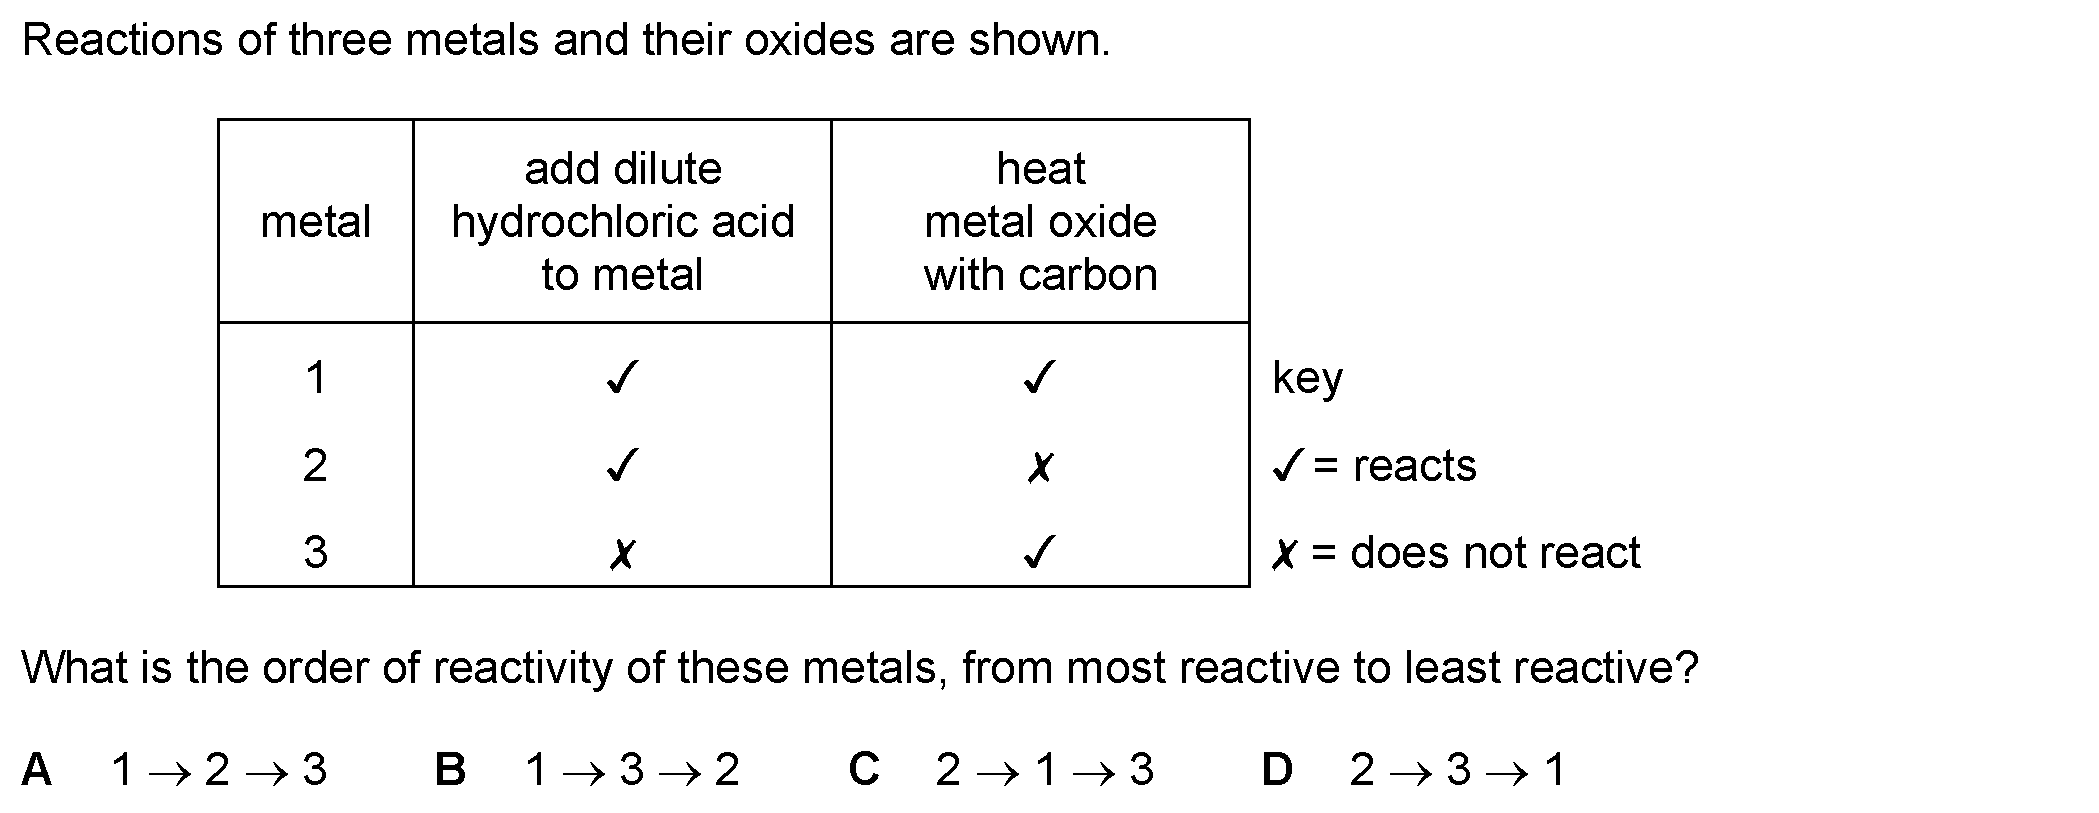 Reactions of three metals and their oxides are shown.
metal
add dilute
hydrochloric acid
to metal
heat
metal oxide
with carbon
1 ✓ ✓
2 ✓ ✗
3 ✗ ✓
key
✓ = reacts
✗ = does not react
What is the order of reactivity of these metals, from most reactive to least reactive?
A 1 → 2 → 3 B 1 → 3 → 2 C 2 → 1 → 3 D 2 → 3 → 1